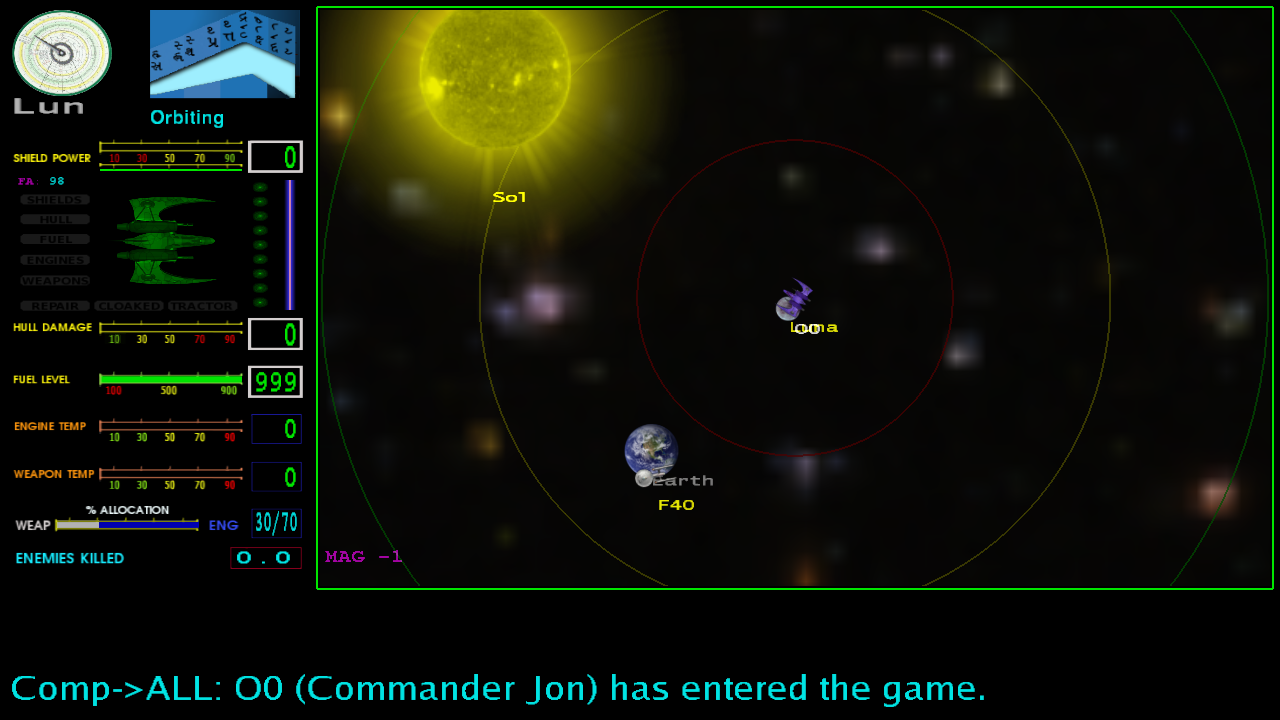 Lun
Orbiting
SHIELD POWER
10 30 50 70 90
0
FA 98
SHIELDS
HULL
FUEL
ENGINES
WEAPONS
REPAIR CLOAKED TRACTOR
HULL DAMAGE
10 30 50 70 90
0
FUEL LEVEL
100 500 900
999
ENGINE TEMP
10 30 50 70 90
0
WEAPON TEMP
10 30 50 70 90
0
% ALLOCATION
WEAP ENG 30/70
ENEMIES KILLED 0.0
Sol
Luna
O0
Earth
F40
MAG -1
Comp->ALL: O0 (Commander Jon) has entered the game.